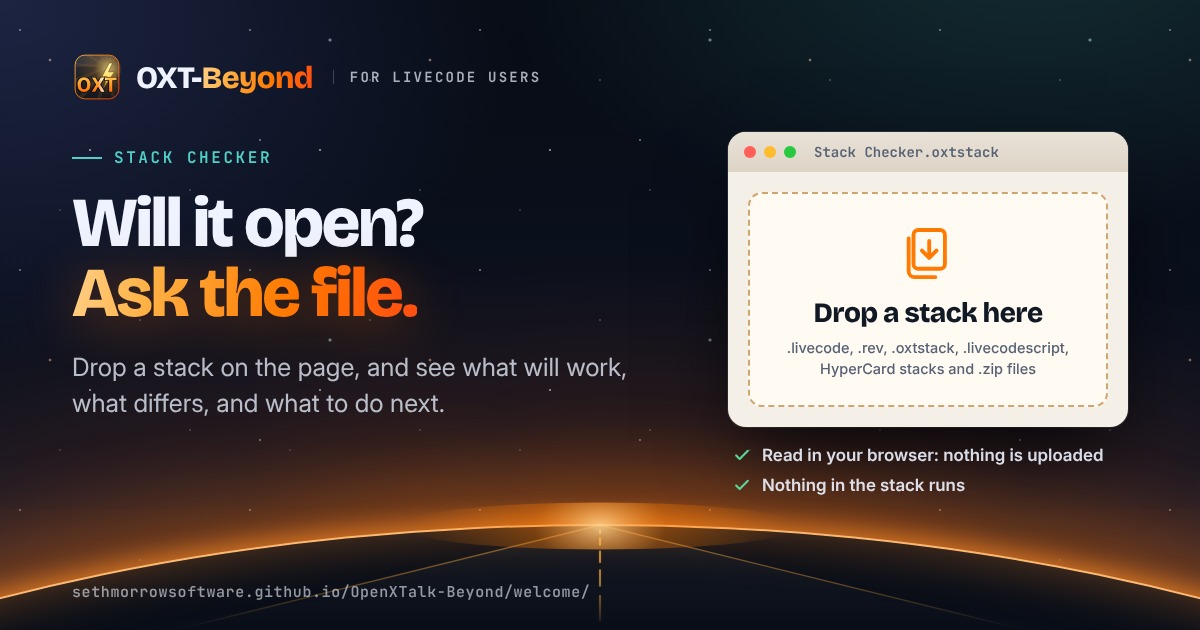 OXT
OXT-Beyond
FOR LIVECODE USERS
STACK CHECKER
Will it open?
Ask the file.
Drop a stack on the page, and see what will work,
what differs, and what to do next.
Stack Checker.oxtstack
Drop a stack here
.livecode, .rev, .oxtstack, .livecodescript,
HyperCard stacks and .zip files
Read in your browser: nothing is uploaded
Nothing in the stack runs
sethmorrowsoftware.github.io/OpenXTalk-Beyond/welcome/